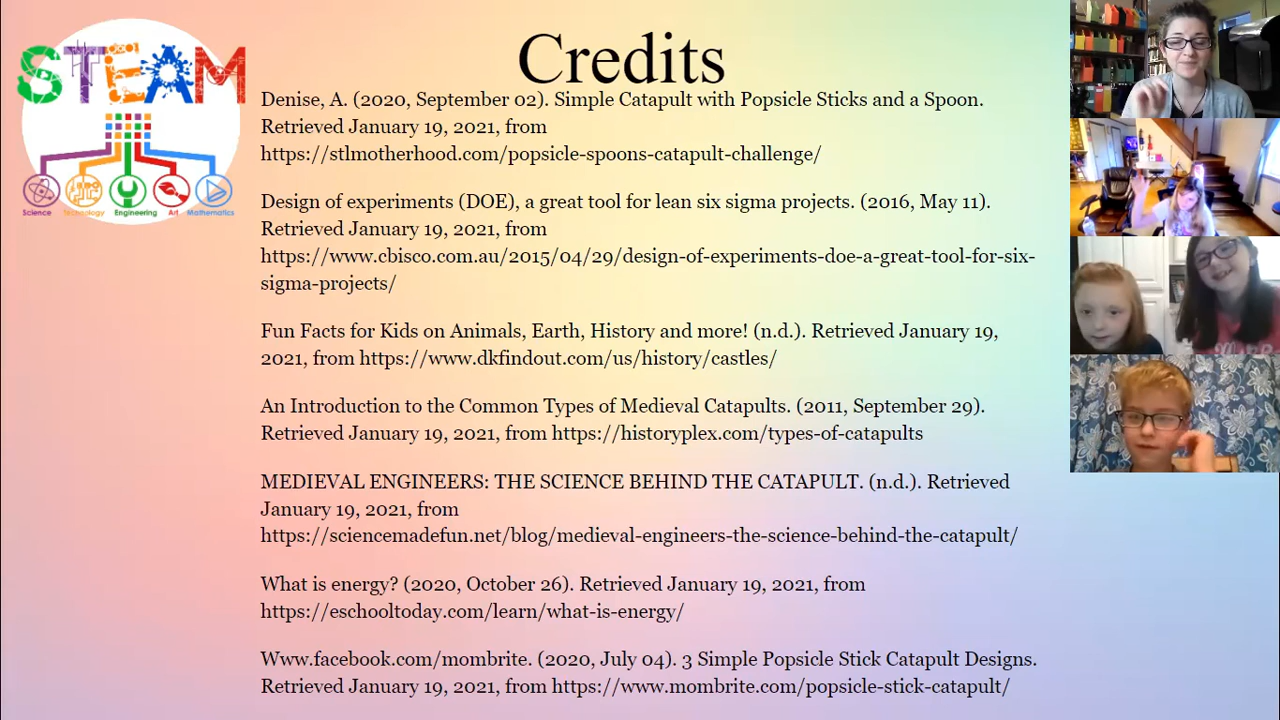 STEAM
Science Technology Engineering Art Mathematics
Credits
Denise, A. (2020, September 02). Simple Catapult with Popsicle Sticks and a Spoon.
Retrieved January 19, 2021, from
https://stlmotherhood.com/popsicle-spoons-catapult-challenge/
Design of experiments (DOE), a great tool for lean six sigma projects. (2016, May 11).
Retrieved January 19, 2021, from
https://www.cbisco.com.au/2015/04/29/design-of-experiments-doe-a-great-tool-for-six-
sigma-projects/
Fun Facts for Kids on Animals, Earth, History and more! (n.d.). Retrieved January 19,
2021, from https://www.dkfindout.com/us/history/castles/
An Introduction to the Common Types of Medieval Catapults. (2011, September 29).
Retrieved January 19, 2021, from https://historyplex.com/types-of-catapults
MEDIEVAL ENGINEERS: THE SCIENCE BEHIND THE CATAPULT. (n.d.). Retrieved
January 19, 2021, from
https://sciencemadefun.net/blog/medieval-engineers-the-science-behind-the-catapult/
What is energy? (2020, October 26). Retrieved January 19, 2021, from
https://eschooltoday.com/learn/what-is-energy/
Www.facebook.com/mombrite. (2020, July 04). 3 Simple Popsicle Stick Catapult Designs.
Retrieved January 19, 2021, from https://www.mombrite.com/popsicle-stick-catapult/